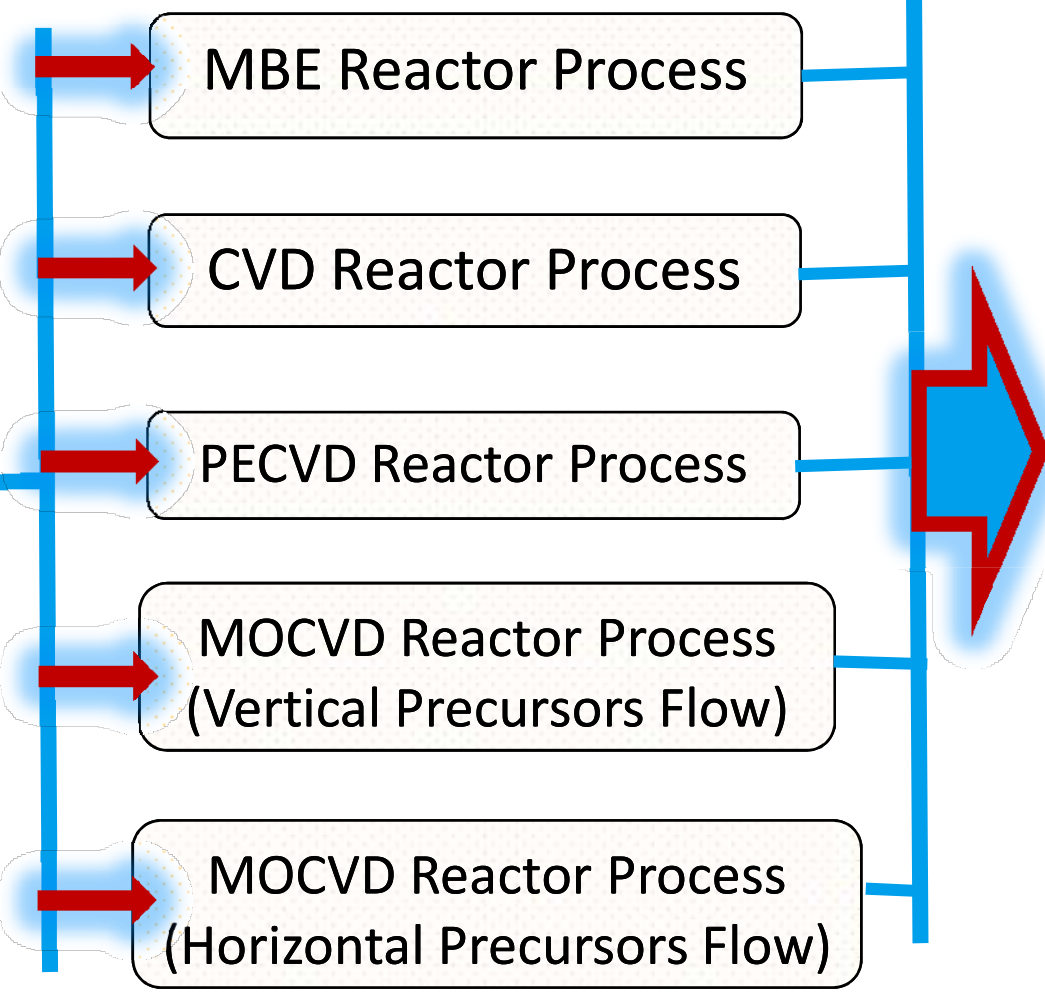 MBE Reactor Process
CVD Reactor Process
PECVD Reactor Process
MOCVD Reactor Process
(Vertical Precursors Flow)
MOCVD Reactor Process
(Horizontal Precursors Flow)